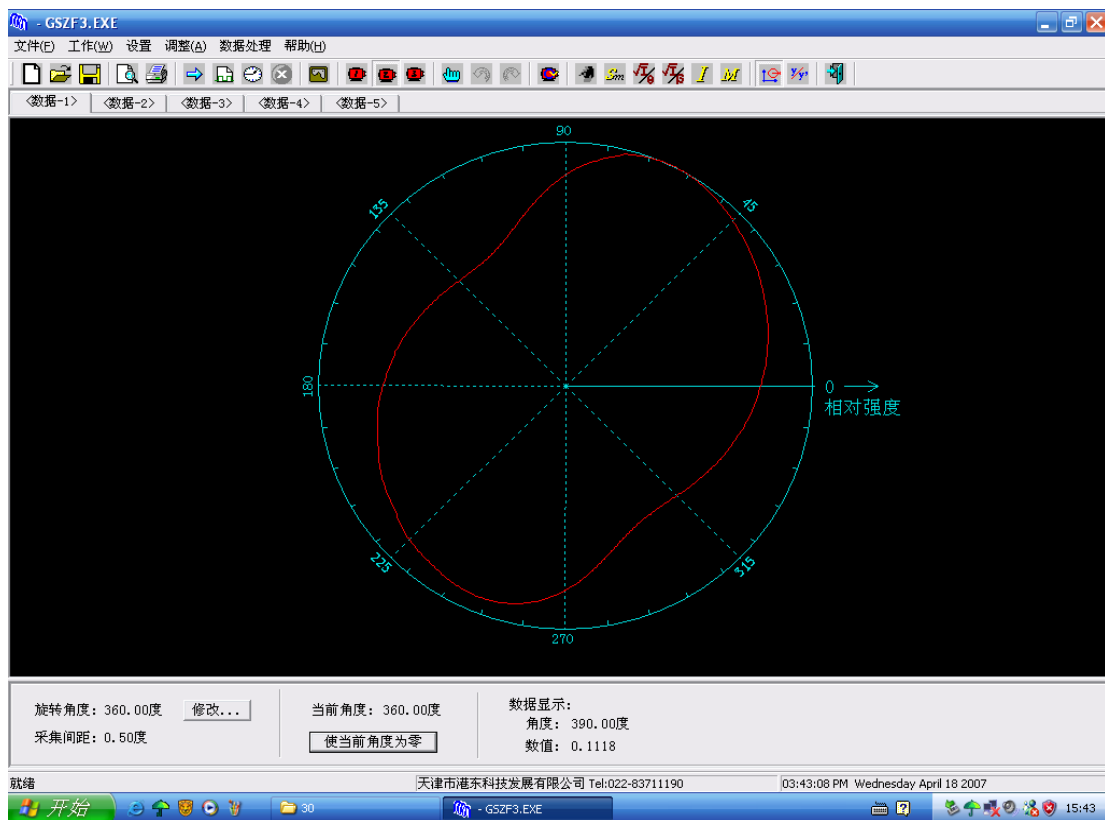 - GSZF3.EXE
文件(F) 工作(W) 设置 调整(A) 数据处理 帮助(H)
Sm √I/θ √I/S I M y/y'
<数据-1> <数据-2> <数据-3> <数据-4> <数据-5>
90
135
45
180
0
相对强度
225
315
270
旋转角度: 360.00度 修改...
采集间距: 0.50度
当前角度: 360.00度
使当前角度为零
数据显示:
角度: 390.00度
数值: 0.1118
就绪 天津市港东科技发展有限公司 Tel:022-83711190 03:43:08 PM Wednesday April 18 2007
开始 30 - GSZF3.EXE 15:43